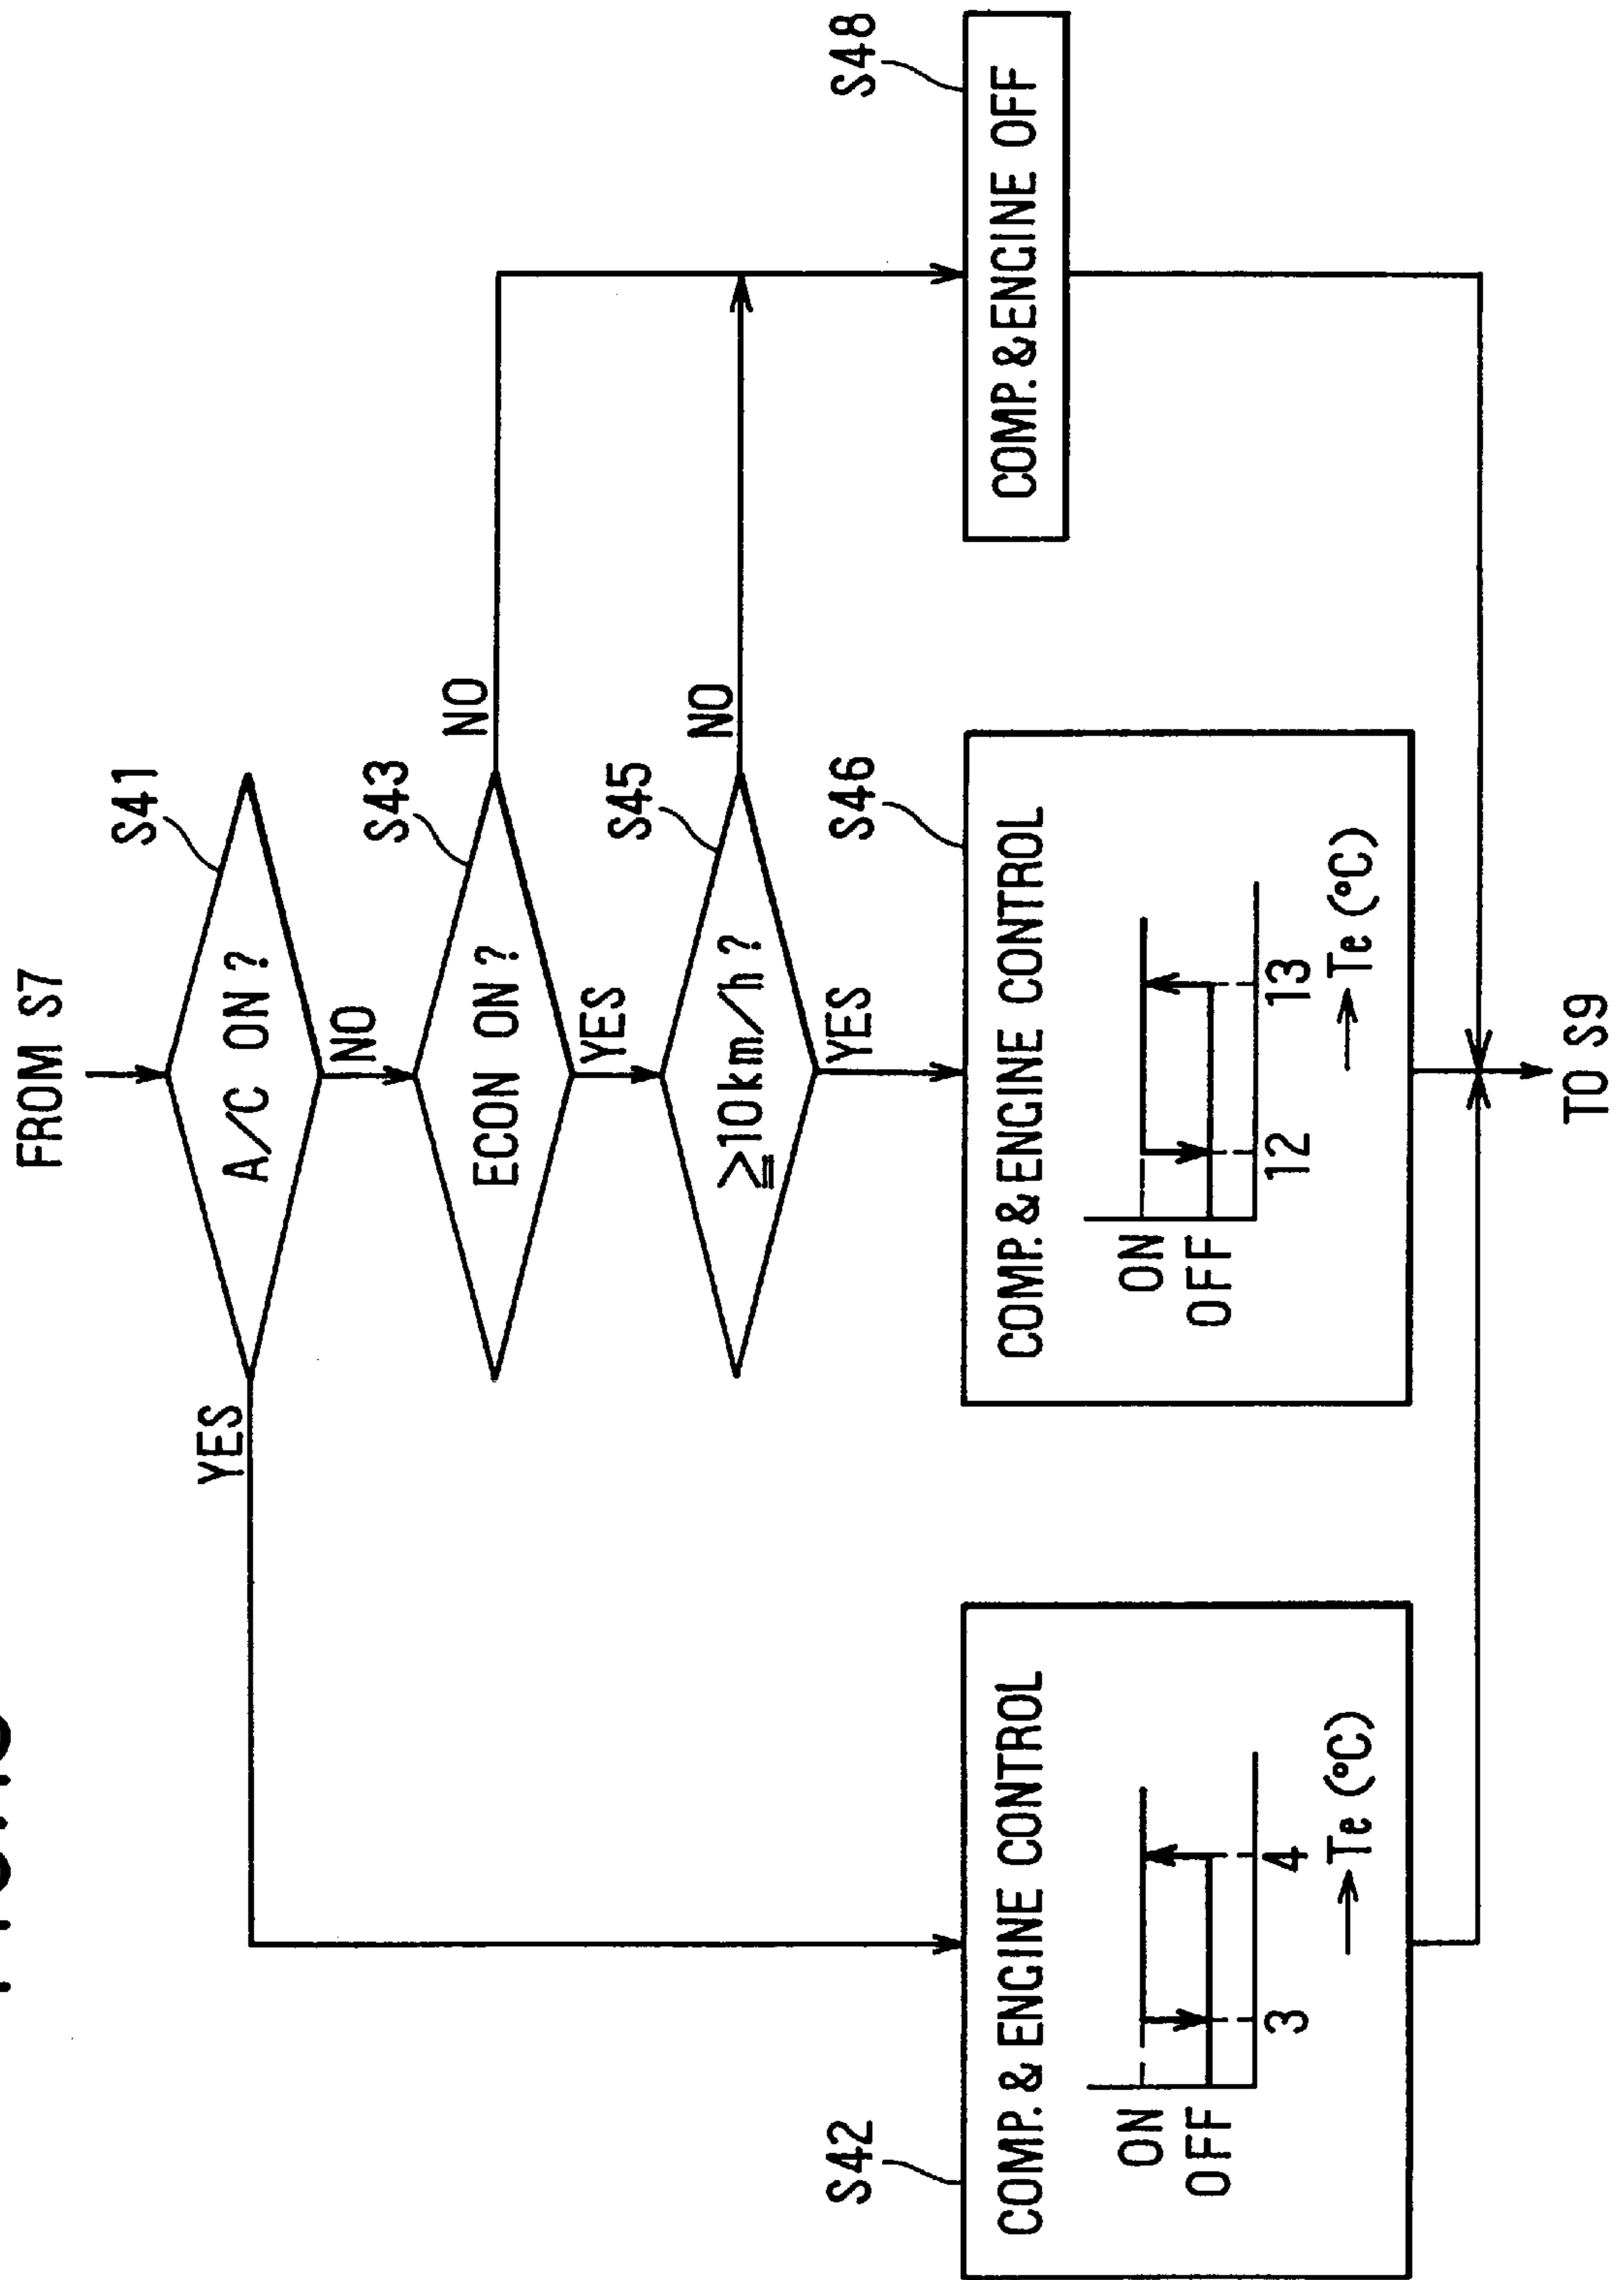 FROM S7
S41
A/C ON?
YES
NO
S43
ECON ON?
NO
YES
S45
≧10km/h?
NO
YES
S42
COMP. & ENGINE CONTROL
ON
OFF
3
4
Te (°C)
S46
COMP. & ENGINE CONTROL
ON
OFF
12
13
Te (°C)
S48
COMP. & ENGINE OFF
TO S9